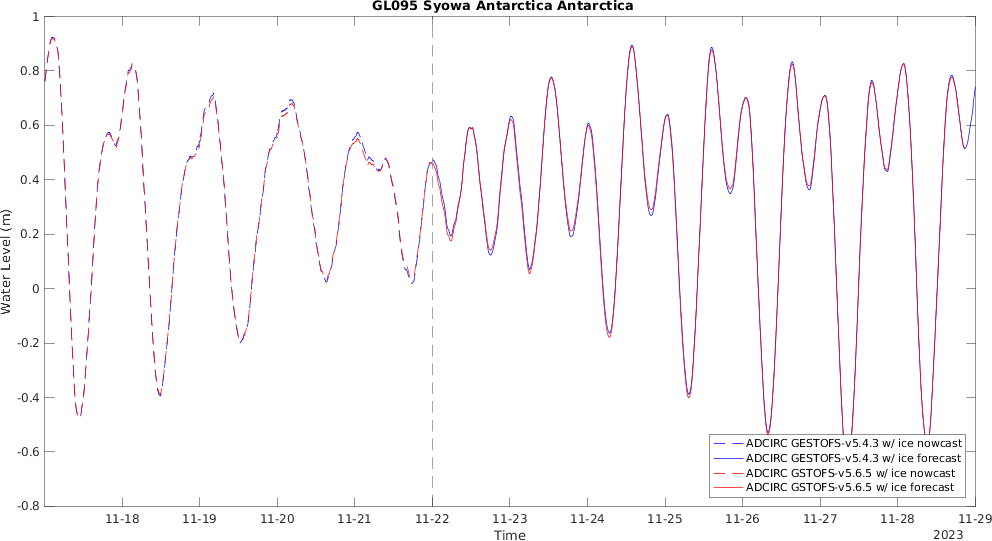 GL095 Syowa Antarctica Antarctica
1
0.8
0.6
0.4
0.2
0
-0.2
-0.4
-0.6
-0.8
Water Level (m)
ADCIRC GESTOFS-v5.4.3 w/ ice nowcast
ADCIRC GESTOFS-v5.4.3 w/ ice forecast
ADCIRC GSTOFS-v5.6.5 w/ ice nowcast
ADCIRC GSTOFS-v5.6.5 w/ ice forecast
11-18 11-19 11-20 11-21 11-22 11-23 11-24 11-25 11-26 11-27 11-28 11-29
Time
2023